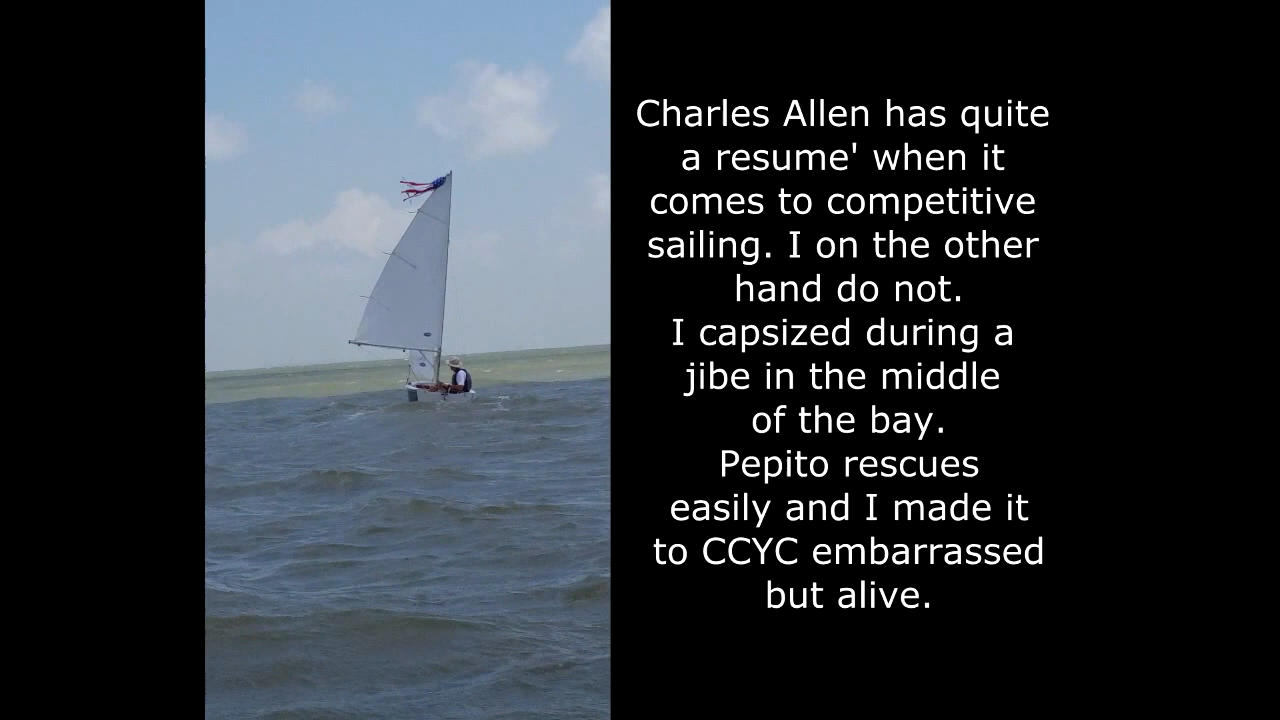 Charles Allen has quite
a resume' when it
comes to competitive
sailing. I on the other
hand do not.
I capsized during a
jibe in the middle
of the bay.
Pepito rescues
easily and I made it
to CCYC embarrassed
but alive.